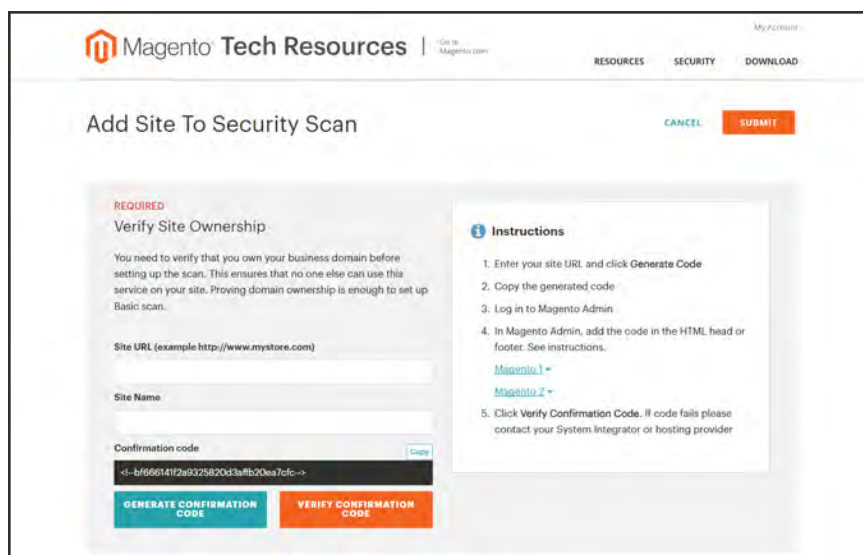 My Account
Magento® Tech Resources
Go to
Magento.com
RESOURCES SECURITY DOWNLOAD
Add Site To Security Scan
CANCEL SUBMIT
REQUIRED
Verify Site Ownership
You need to verify that you own your business domain before
setting up the scan. This ensures that no one else can use this
service on your site. Proving domain ownership is enough to set up
Basic scan.
Site URL (example http://www.mystore.com)
Site Name
Confirmation code
Copy
<!--bf666141f2a9325820d3affb20ea7cfc-->
GENERATE CONFIRMATION
CODE
VERIFY CONFIRMATION
CODE
Instructions
1. Enter your site URL and click Generate Code
2. Copy the generated code
3. Log in to Magento Admin
4. In Magento Admin, add the code in the HTML head or
footer. See instructions.
Magento 1
Magento 2
5. Click Verify Confirmation Code. If code fails please
contact your System Integrator or hosting provider